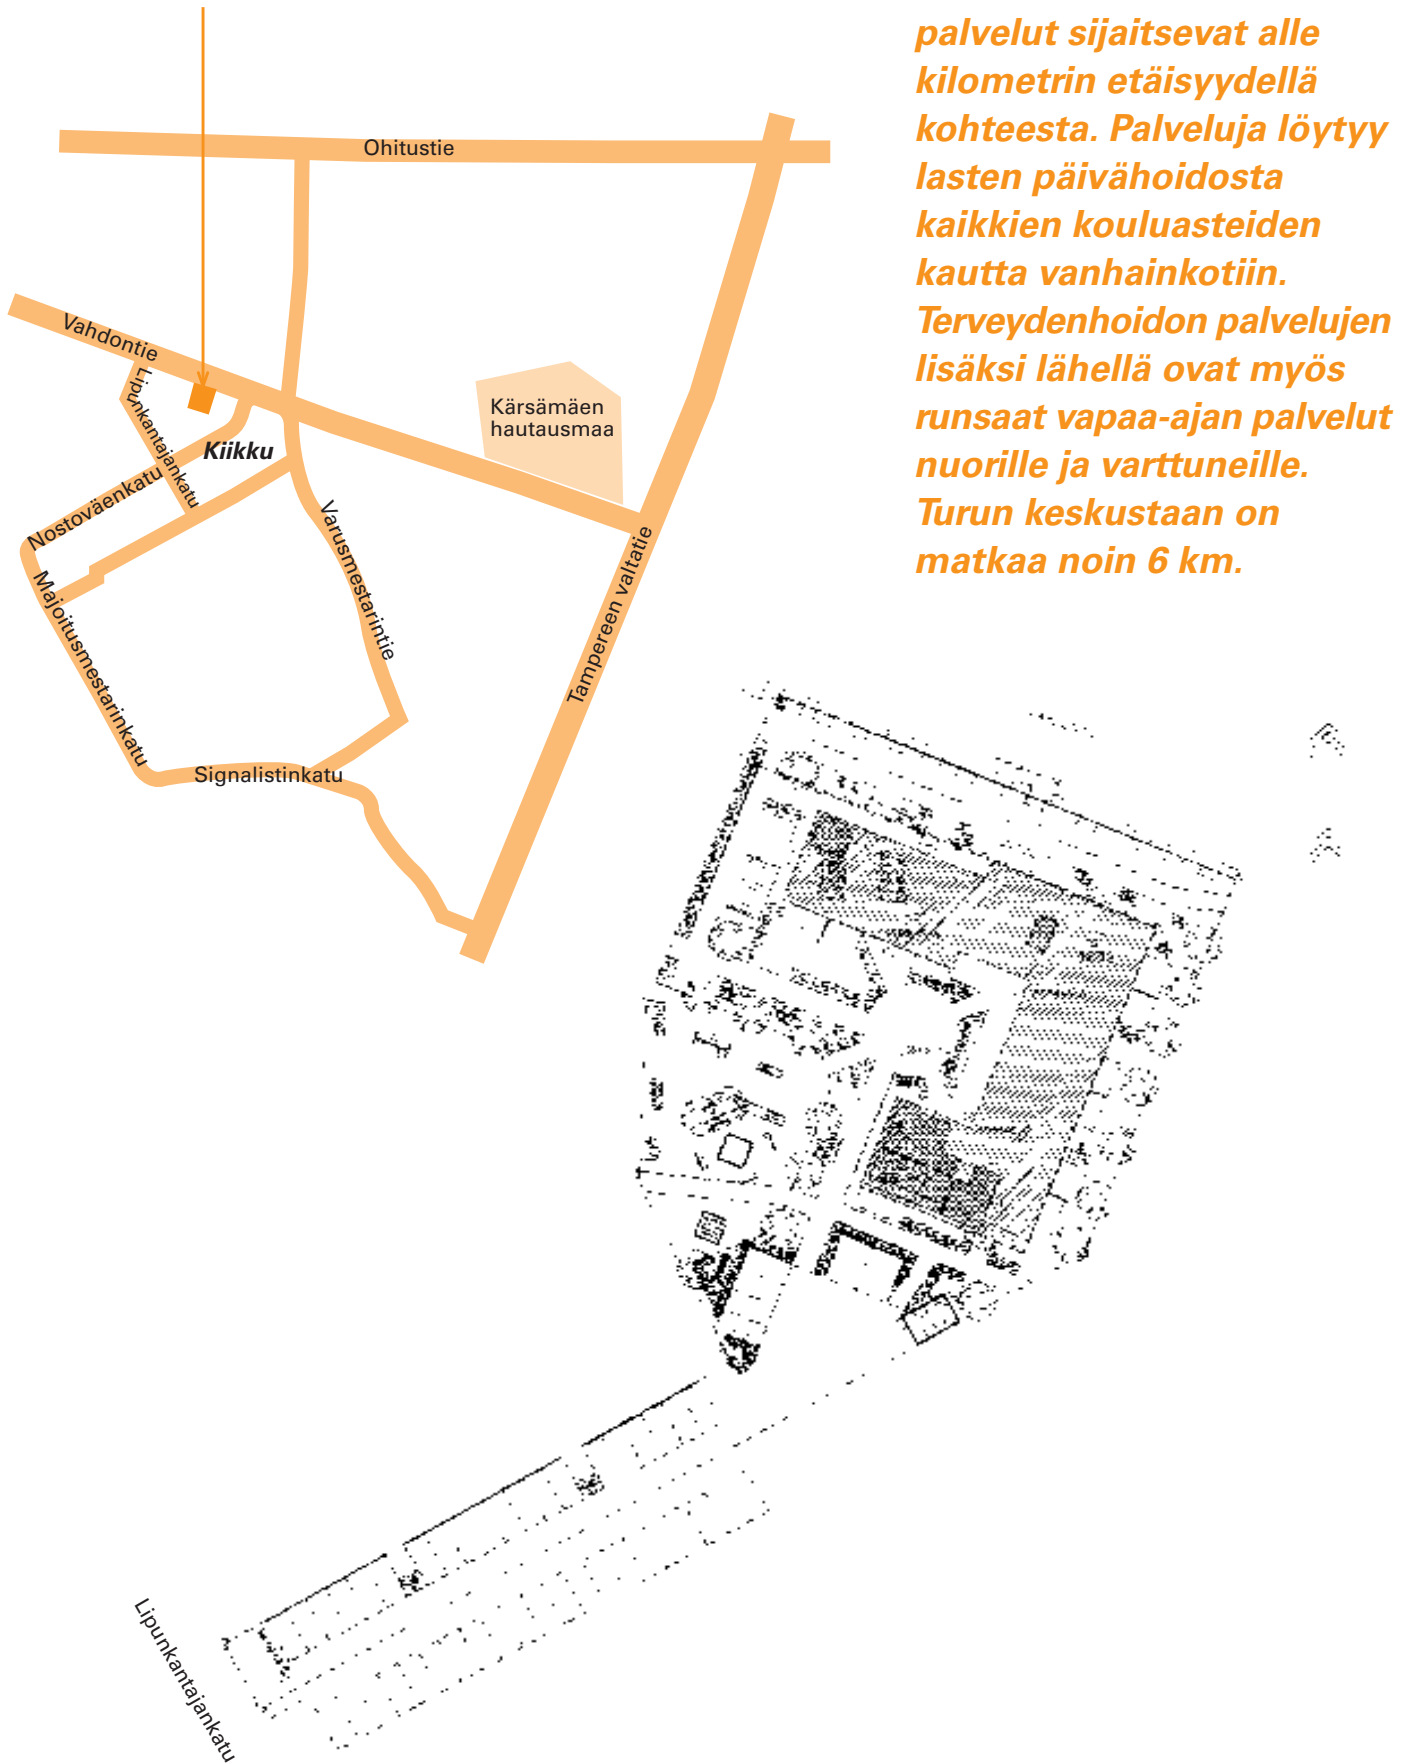 palvelut sijaitsevat alle
kilometrin etäisyydellä
kohteesta. Palveluja löytyy
lasten päivähoidosta
kaikkien kouluasteiden
kautta vanhainkotiin.
Terveydenhoidon palvelujen
lisäksi lähellä ovat myös
runsaat vapaa-ajan palvelut
nuorille ja varttuneille.
Turun keskustaan on
matkaa noin 6 km.
Ohitustie
Vahdontie
Lipunkantajankatu
Kärsämäen
hautausmaa
Kiikku
Nostoväenkatu
Varusmestarintie
Tampereen valtatie
Majoitusmestarinkatu
Signalistinkatu
Lipunkantajankatu